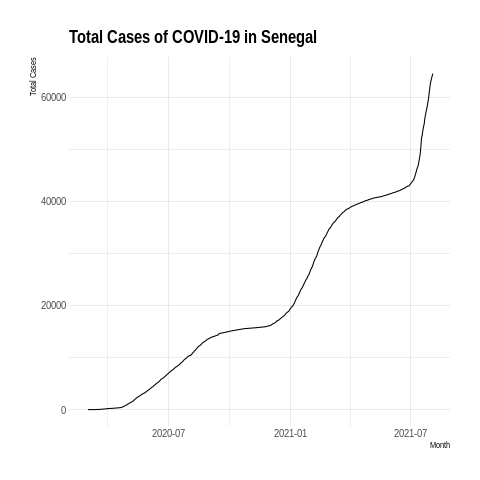 Total Cases of COVID-19 in Senegal
Total Cases
60000
40000
20000
0
2020-07
2021-01
2021-07
Month